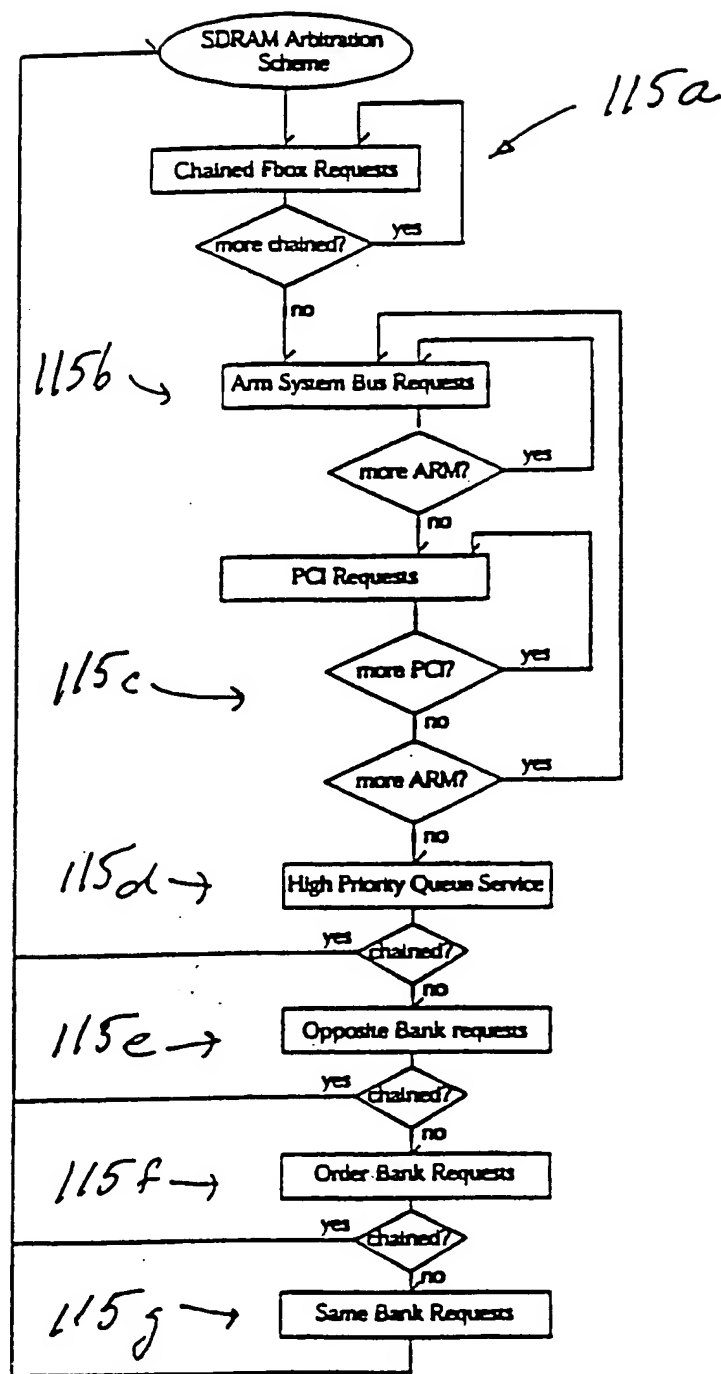 SDRAM Arbitration
Scheme
115a
Chained Fbox Requests
more chained?
yes
no
115b
Arm System Bus Requests
more ARM?
yes
no
PCI Requests
115c
more PCI?
yes
no
more ARM?
yes
no
115d
High Priority Queue Service
yes
chained?
no
115e
Opposite Bank requests
yes
chained?
no
115f
Order Bank Requests
yes
chained?
no
115g
Same Bank Requests